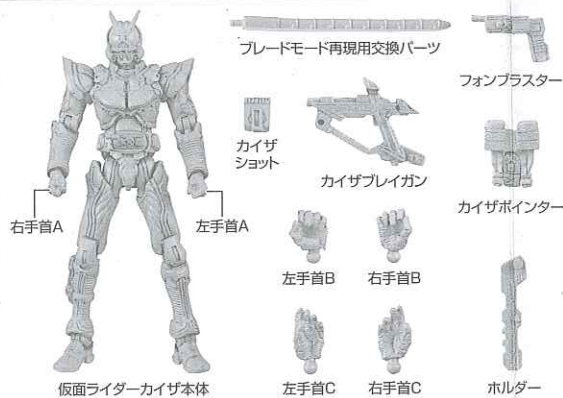 ブレードモード再現用交換パーツ
フォンブラスター
カイザ
ショット
カイザブレイガン
カイザポインター
右手首A
左手首A
左手首B
右手首B
仮面ライダーカイザ本体
左手首C
右手首C
ホルダー